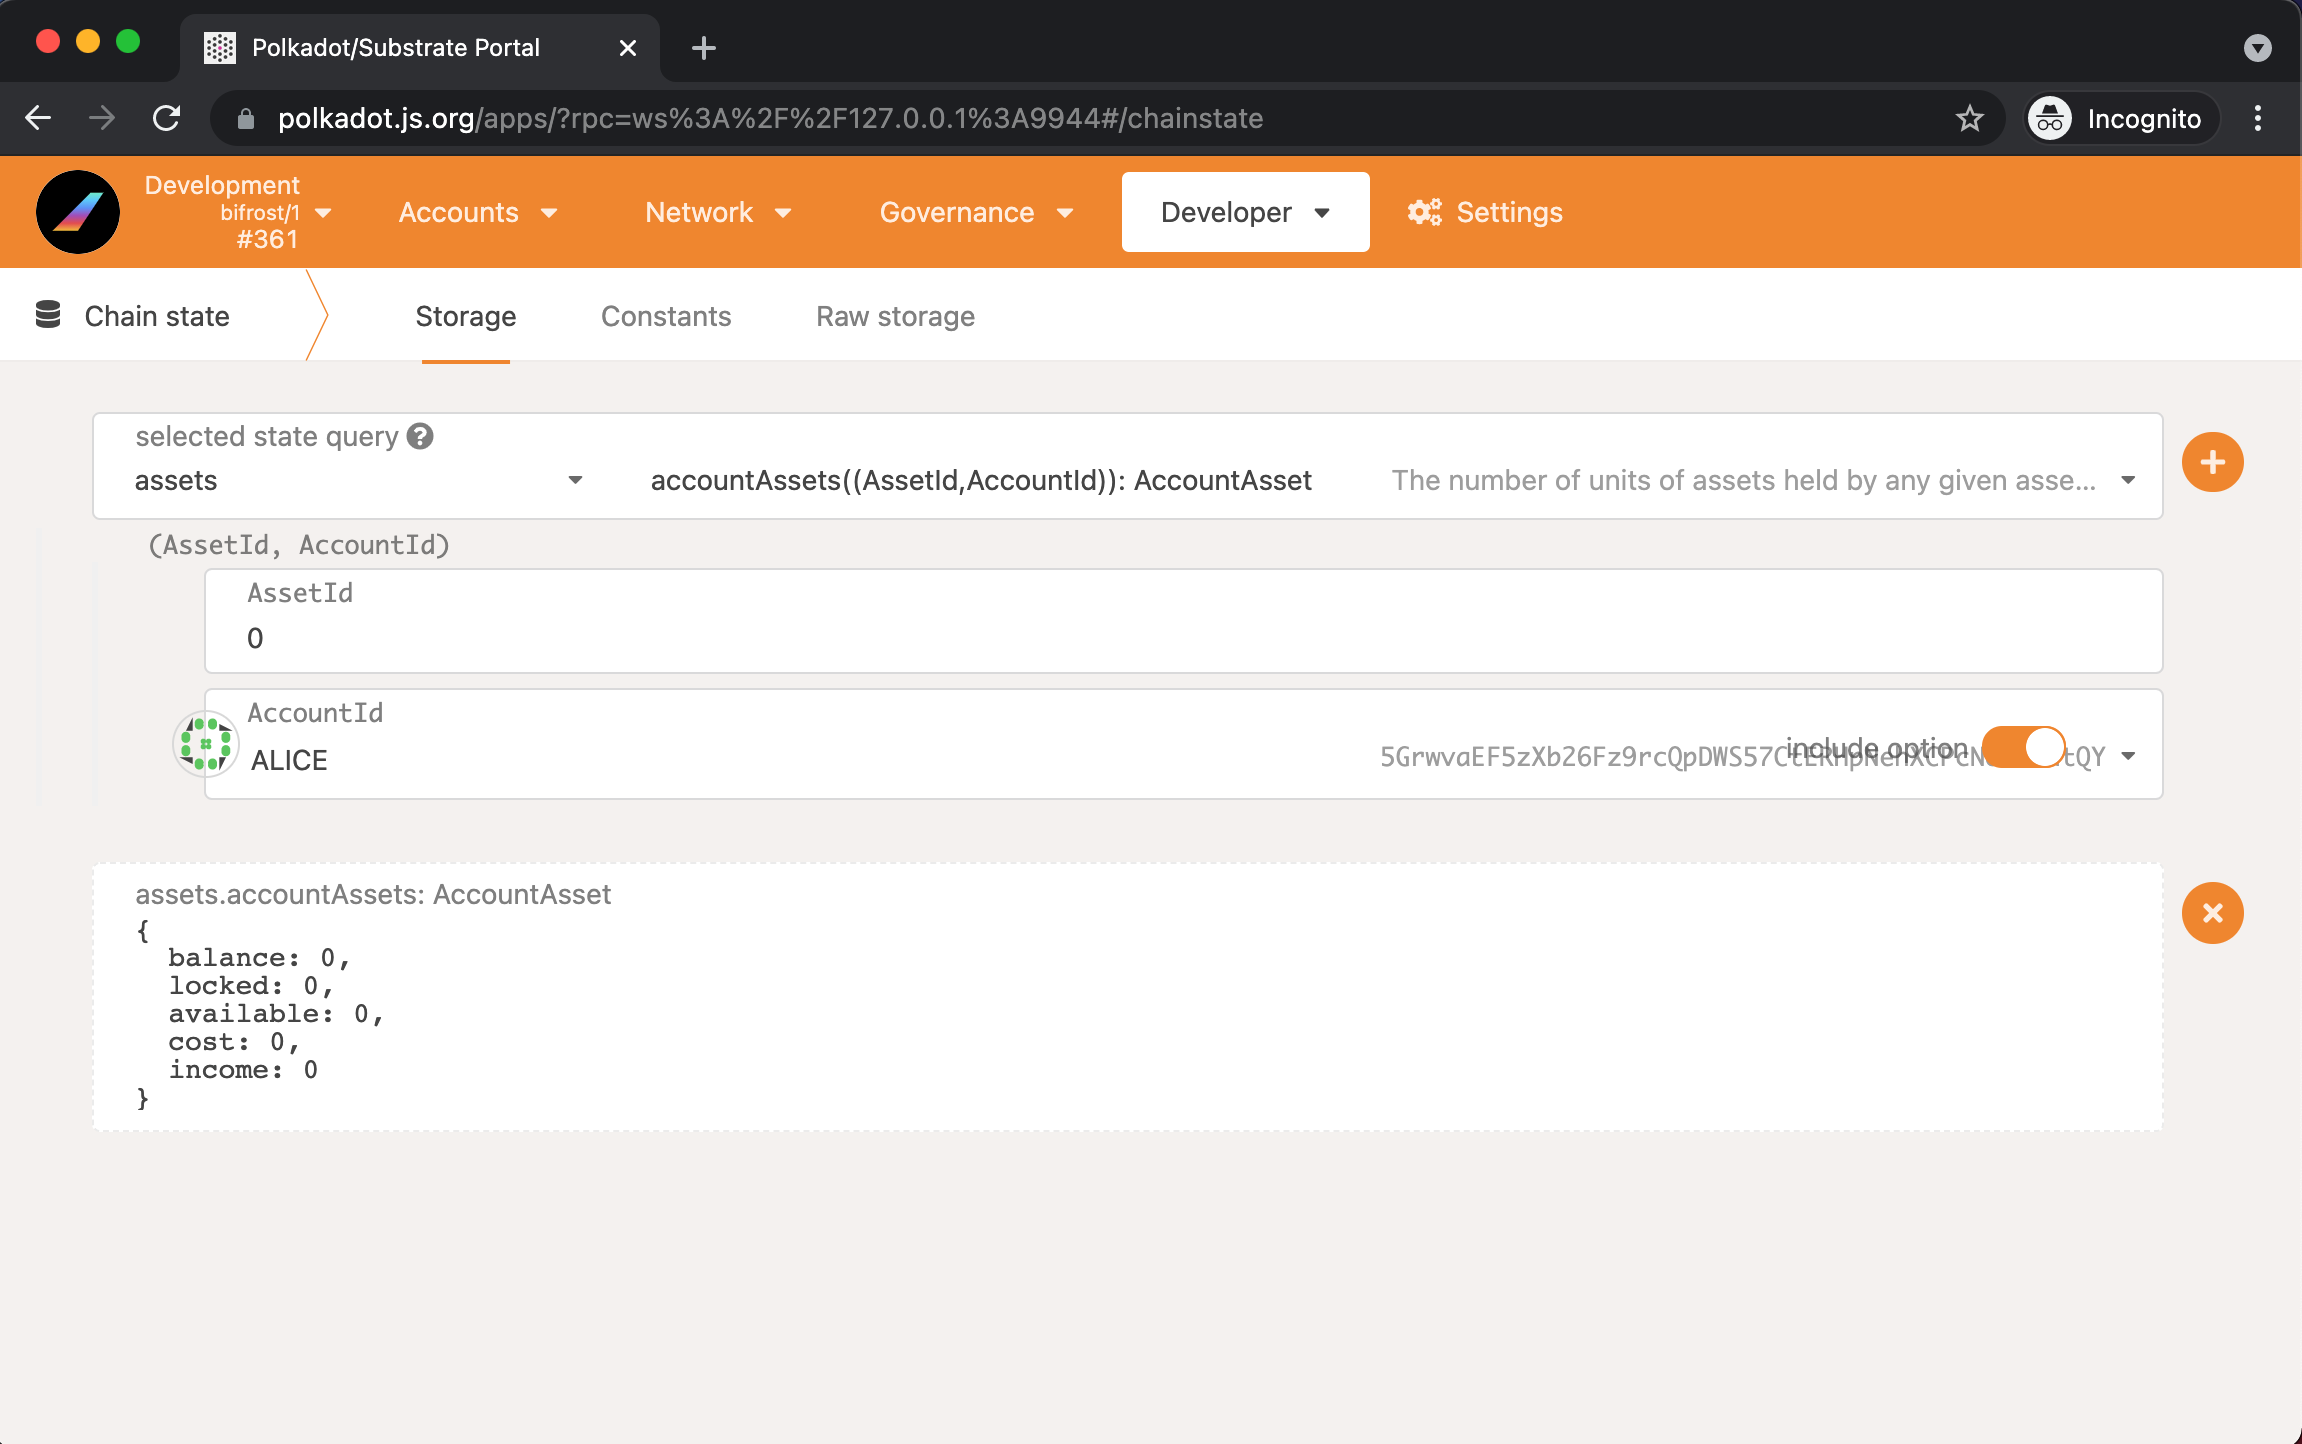 Polkadot/Substrate Portal
polkadot.js.org/apps/?rpc=ws%3A%2F%2F127.0.0.1%3A9944#/chainstate
Incognito
Development
bifrost/1
#361
Accounts
Network
Governance
Developer
Settings
Chain state
Storage
Constants
Raw storage
selected state query
assets
accountAssets((AssetId,AccountId)): AccountAsset
The number of units of assets held by any given asse...
(AssetId, AccountId)
AssetId
0
AccountId
include option
ALICE
assets.accountAssets: AccountAsset
{
balance: 0,
locked: 0,
available: 0,
cost: 0,
income: 0
}